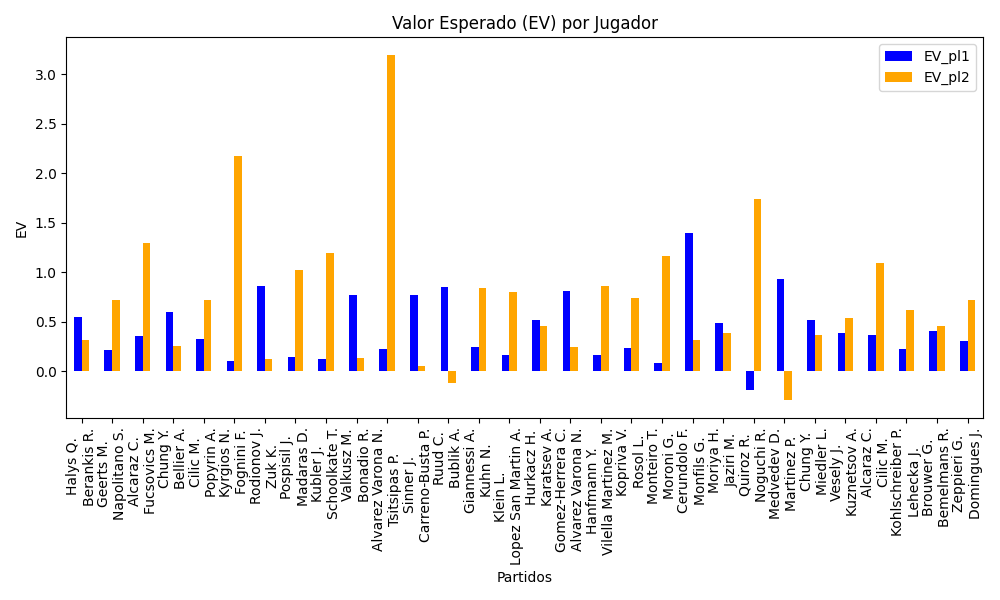 Valor Esperado (EV) por Jugador
EV_pl1
EV_pl2
EV
3.0
2.5
2.0
1.5
1.0
0.5
0.0
Halys Q.
Berankis R.
Geerts M.
Napolitano S.
Alcaraz C.
Fucsovics M.
Chung Y.
Bellier A.
Cilic M.
Popyrin A.
Kyrgios N.
Fognini F.
Rodionov J.
Zuk K.
Pospisil J.
Madaras D.
Kubler J.
Schoolkate T.
Valkusz M.
Bonadio R.
Alvarez Varona N.
Tsitsipas P.
Sinner J.
Carreno-Busta P.
Ruud C.
Bublik A.
Giannessi A.
Kuhn N.
Klein L.
Lopez San Martin A.
Hurkacz H.
Karatsev A.
Gomez-Herrera C.
Alvarez Varona N.
Hanfmann Y.
Vilella Martinez M.
Kopriva V.
Rosol L.
Monteiro T.
Moroni G.
Cerundolo F.
Monfils G.
Moriya H.
Jaziri M.
Quiroz R.
Noguchi R.
Medvedev D.
Martinez P.
Chung Y.
Miedler L.
Vesely J.
Kuznetsov A.
Alcaraz C.
Cilic M.
Kohlschreiber P.
Lehecka J.
Brouwer G.
Bemelmans R.
Zeppieri G.
Domingues J.
Partidos